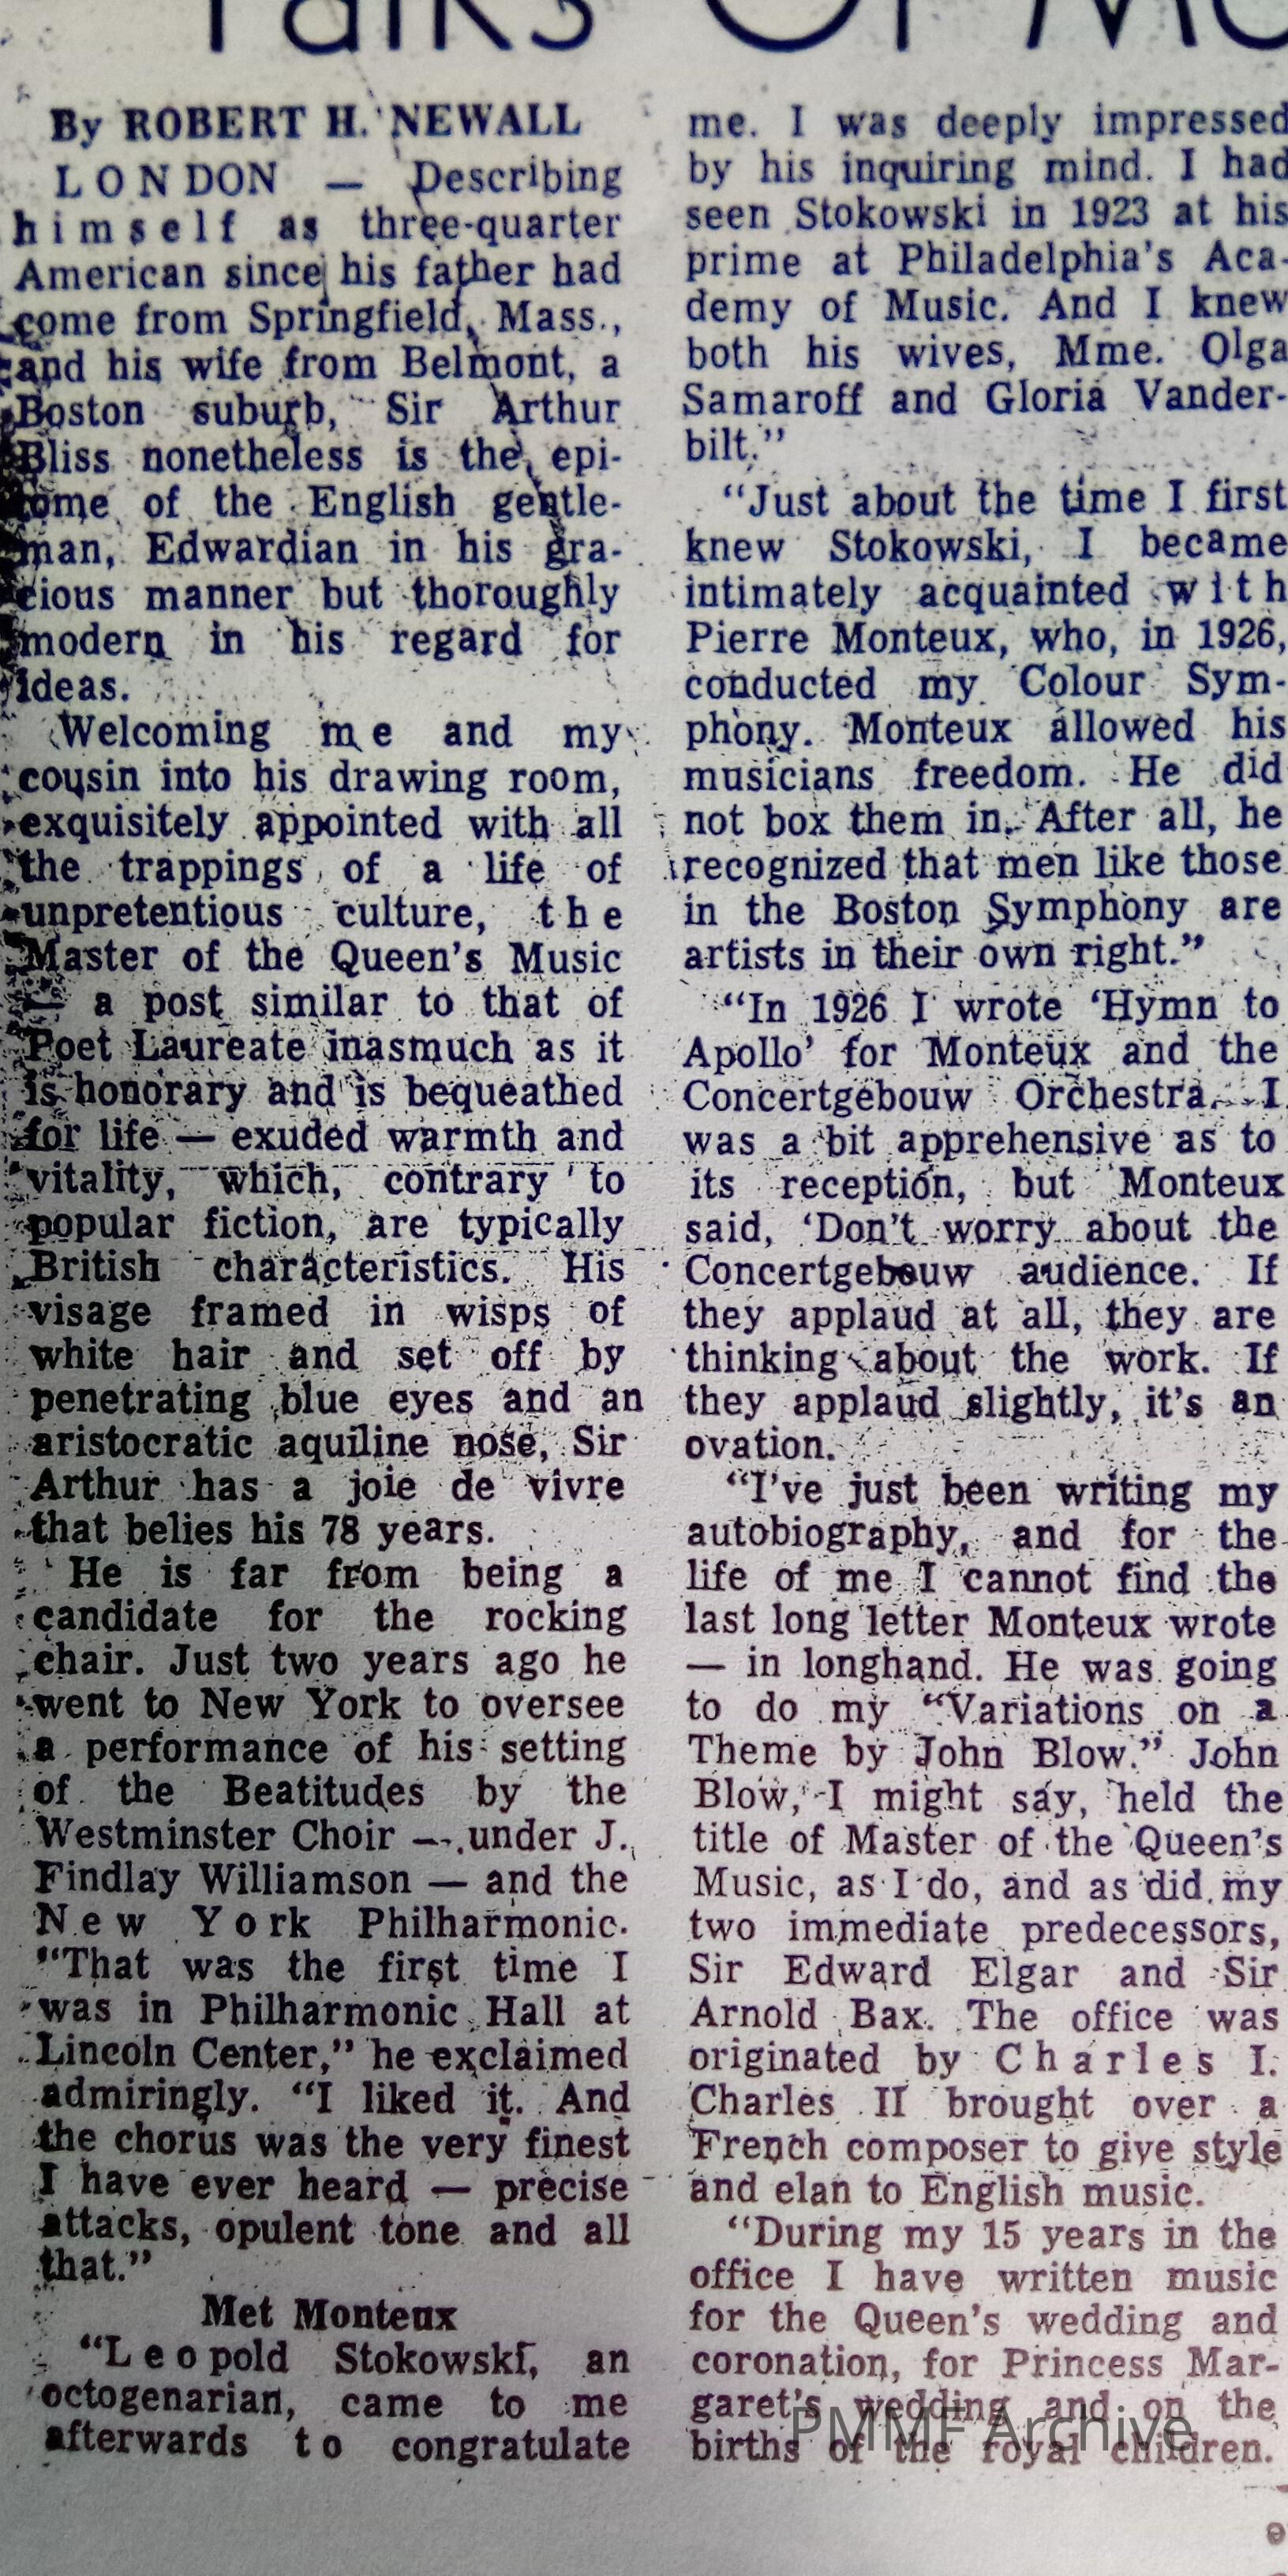 Talks Of Mo
By ROBERT H. NEWALL
LONDON — Describing
himself as three-quarter
American since his father had
come from Springfield, Mass.,
and his wife from Belmont, a
Boston suburb, Sir Arthur
Bliss nonetheless is the epi-
tome of the English gentle-
man, Edwardian in his gra-
cious manner but thoroughly
modern in his regard for
ideas.
Welcoming me and my
cousin into his drawing room,
exquisitely appointed with all
the trappings of a life of
unpretentious culture, the
Master of the Queen's Music
— a post similar to that of
Poet Laureate inasmuch as it
is honorary and is bequeathed
for life — exuded warmth and
vitality, which, contrary to
popular fiction, are typically
British characteristics. His
visage framed in wisps of
white hair and set off by
penetrating blue eyes and an
aristocratic aquiline nose, Sir
Arthur has a joie de vivre
that belies his 78 years.
He is far from being a
candidate for the rocking
chair. Just two years ago he
went to New York to oversee
a performance of his setting
of the Beatitudes by the
Westminster Choir — under J.
Findlay Williamson — and the
New York Philharmonic.
"That was the first time I
was in Philharmonic Hall at
Lincoln Center," he exclaimed
admiringly. "I liked it. And
the chorus was the very finest
I have ever heard — precise
attacks, opulent tone and all
that."
Met Monteux
"Leopold Stokowski, an
octogenarian, came to me
afterwards to congratulate
me. I was deeply impressed
by his inquiring mind. I had
seen Stokowski in 1923 at his
prime at Philadelphia's Aca-
demy of Music. And I knew
both his wives, Mme. Olga
Samaroff and Gloria Vander-
bilt."
"Just about the time I first
knew Stokowski, I became
intimately acquainted with
Pierre Monteux, who, in 1926,
conducted my Colour Sym-
phony. Monteux allowed his
musicians freedom. He did
not box them in. After all, he
recognized that men like those
in the Boston Symphony are
artists in their own right."
"In 1926 I wrote 'Hymn to
Apollo' for Monteux and the
Concertgebouw Orchestra. I
was a bit apprehensive as to
its reception, but Monteux
said, 'Don't worry about the
Concertgebouw audience. If
they applaud at all, they are
thinking about the work. If
they applaud slightly, it's an
ovation.
"I've just been writing my
autobiography, and for the
life of me I cannot find the
last long letter Monteux wrote
— in longhand. He was going
to do my "Variations on a
Theme by John Blow." John
Blow, I might say, held the
title of Master of the Queen's
Music, as I do, and as did my
two immediate predecessors,
Sir Edward Elgar and Sir
Arnold Bax. The office was
originated by Charles I.
Charles II brought over a
French composer to give style
and elan to English music.
"During my 15 years in the
office I have written music
for the Queen's wedding and
coronation, for Princess Mar-
garet's wedding and on the
births of the royal children.
PMMF Archive